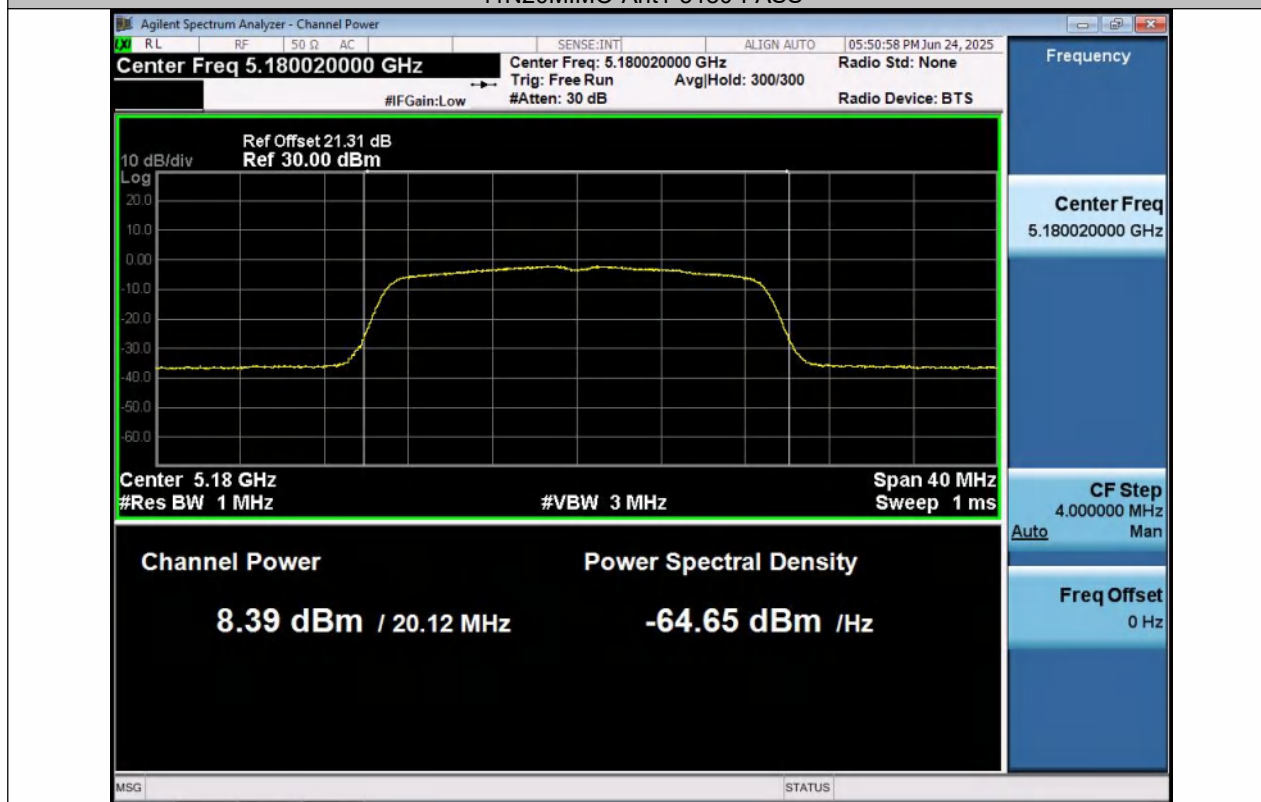 Agilent Spectrum Analyzer - Channel Power
LXI RL RF 50 Ω AC SENSE:INT ALIGN AUTO 05:50:58 PM Jun 24, 2025
Center Freq 5.180020000 GHz
Center Freq: 5.180020000 GHz Radio Std: None
Trig: Free Run Avg|Hold: 300/300
#IFGain:Low #Atten: 30 dB Radio Device: BTS
Frequency
Ref Offset 21.31 dB
10 dB/div Ref 30.00 dBm
Log
20.0
10.0
0.00
-10.0
-20.0
-30.0
-40.0
-50.0
-60.0
Center 5.18 GHz Span 40 MHz
#Res BW 1 MHz #VBW 3 MHz Sweep 1 ms
Center Freq
5.180020000 GHz
CF Step
4.000000 MHz
Auto Man
Freq Offset
0 Hz
Channel Power Power Spectral Density
8.39 dBm / 20.12 MHz -64.65 dBm /Hz
MSG STATUS